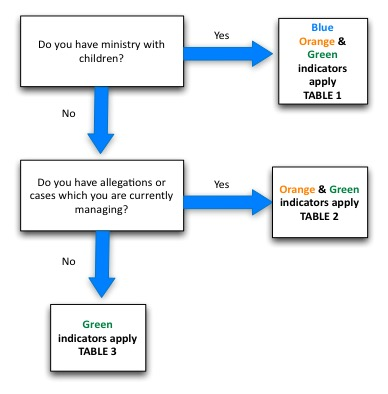 Do you have ministry with
children?
Yes
Blue
Orange &
Green
indicators
apply
TABLE 1
No
Do you have allegations or
cases which you are currently
managing?
Yes
Orange & Green
indicators apply
TABLE 2
No
Green
indicators apply
TABLE 3